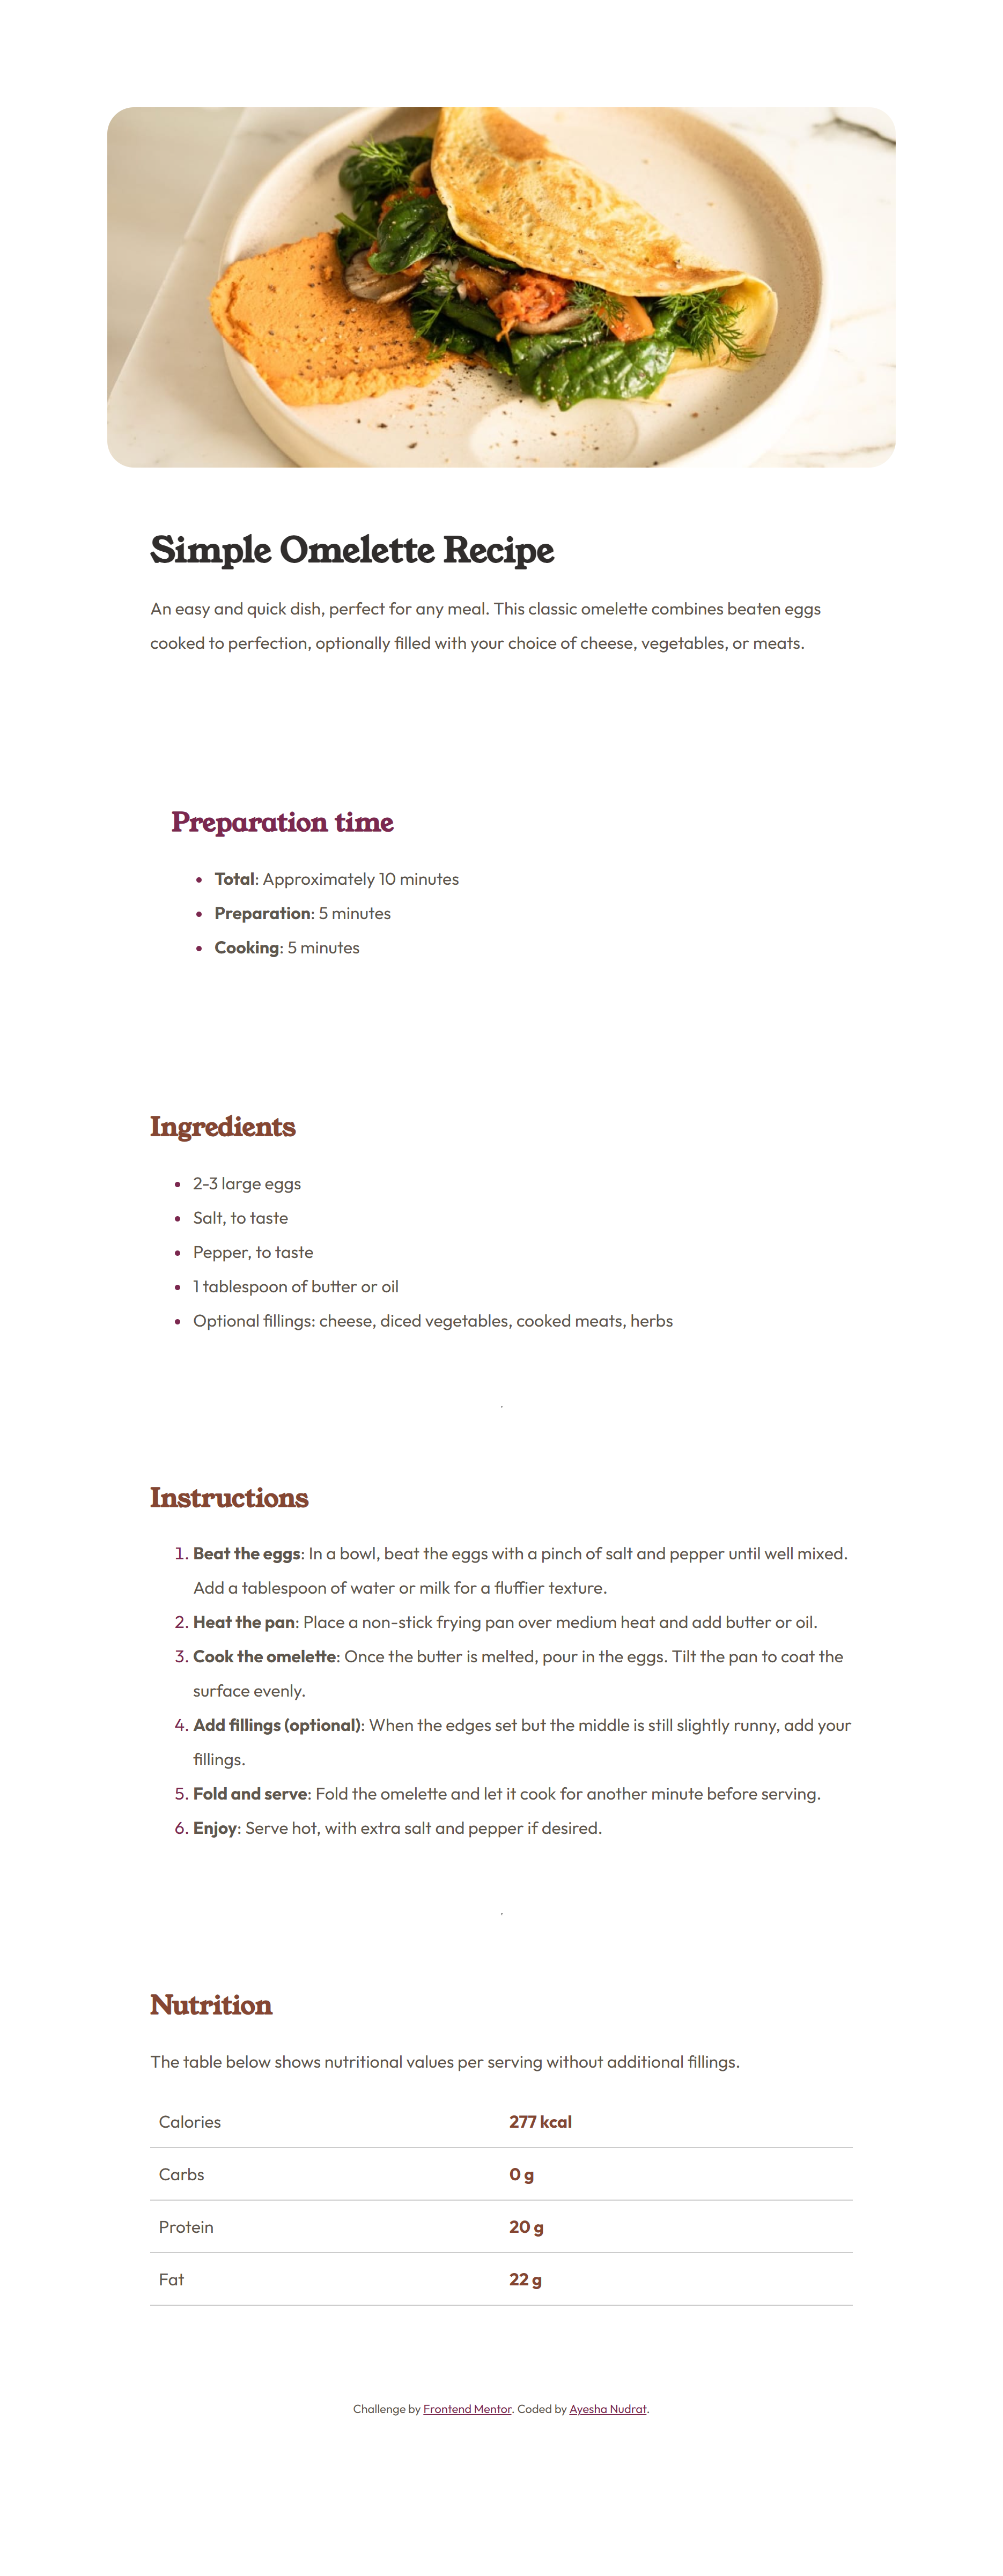 Simple Omelette Recipe
An easy and quick dish, perfect for any meal. This classic omelette combines beaten eggs
cooked to perfection, optionally filled with your choice of cheese, vegetables, or meats.
Preparation time
• Total: Approximately 10 minutes
• Preparation: 5 minutes
• Cooking: 5 minutes
Ingredients
• 2-3 large eggs
• Salt, to taste
• Pepper, to taste
• 1 tablespoon of butter or oil
• Optional fillings: cheese, diced vegetables, cooked meats, herbs
Instructions
1. Beat the eggs: In a bowl, beat the eggs with a pinch of salt and pepper until well mixed.
Add a tablespoon of water or milk for a fluffier texture.
2. Heat the pan: Place a non-stick frying pan over medium heat and add butter or oil.
3. Cook the omelette: Once the butter is melted, pour in the eggs. Tilt the pan to coat the
surface evenly.
4. Add fillings (optional): When the edges set but the middle is still slightly runny, add your
fillings.
5. Fold and serve: Fold the omelette and let it cook for another minute before serving.
6. Enjoy: Serve hot, with extra salt and pepper if desired.
Nutrition
The table below shows nutritional values per serving without additional fillings.
Calories 277 kcal
Carbs 0 g
Protein 20 g
Fat 22 g
Challenge by Frontend Mentor. Coded by Ayesha Nudrat.